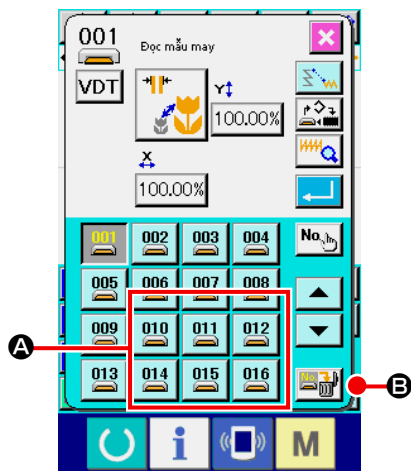 001
Đọc mẫu may
VDT
Y
100.00%
X
100.00%
001 002 003 004 No.
005 006 007 008
009 010 011 012
A
013 014 015 016 No.
B
i M